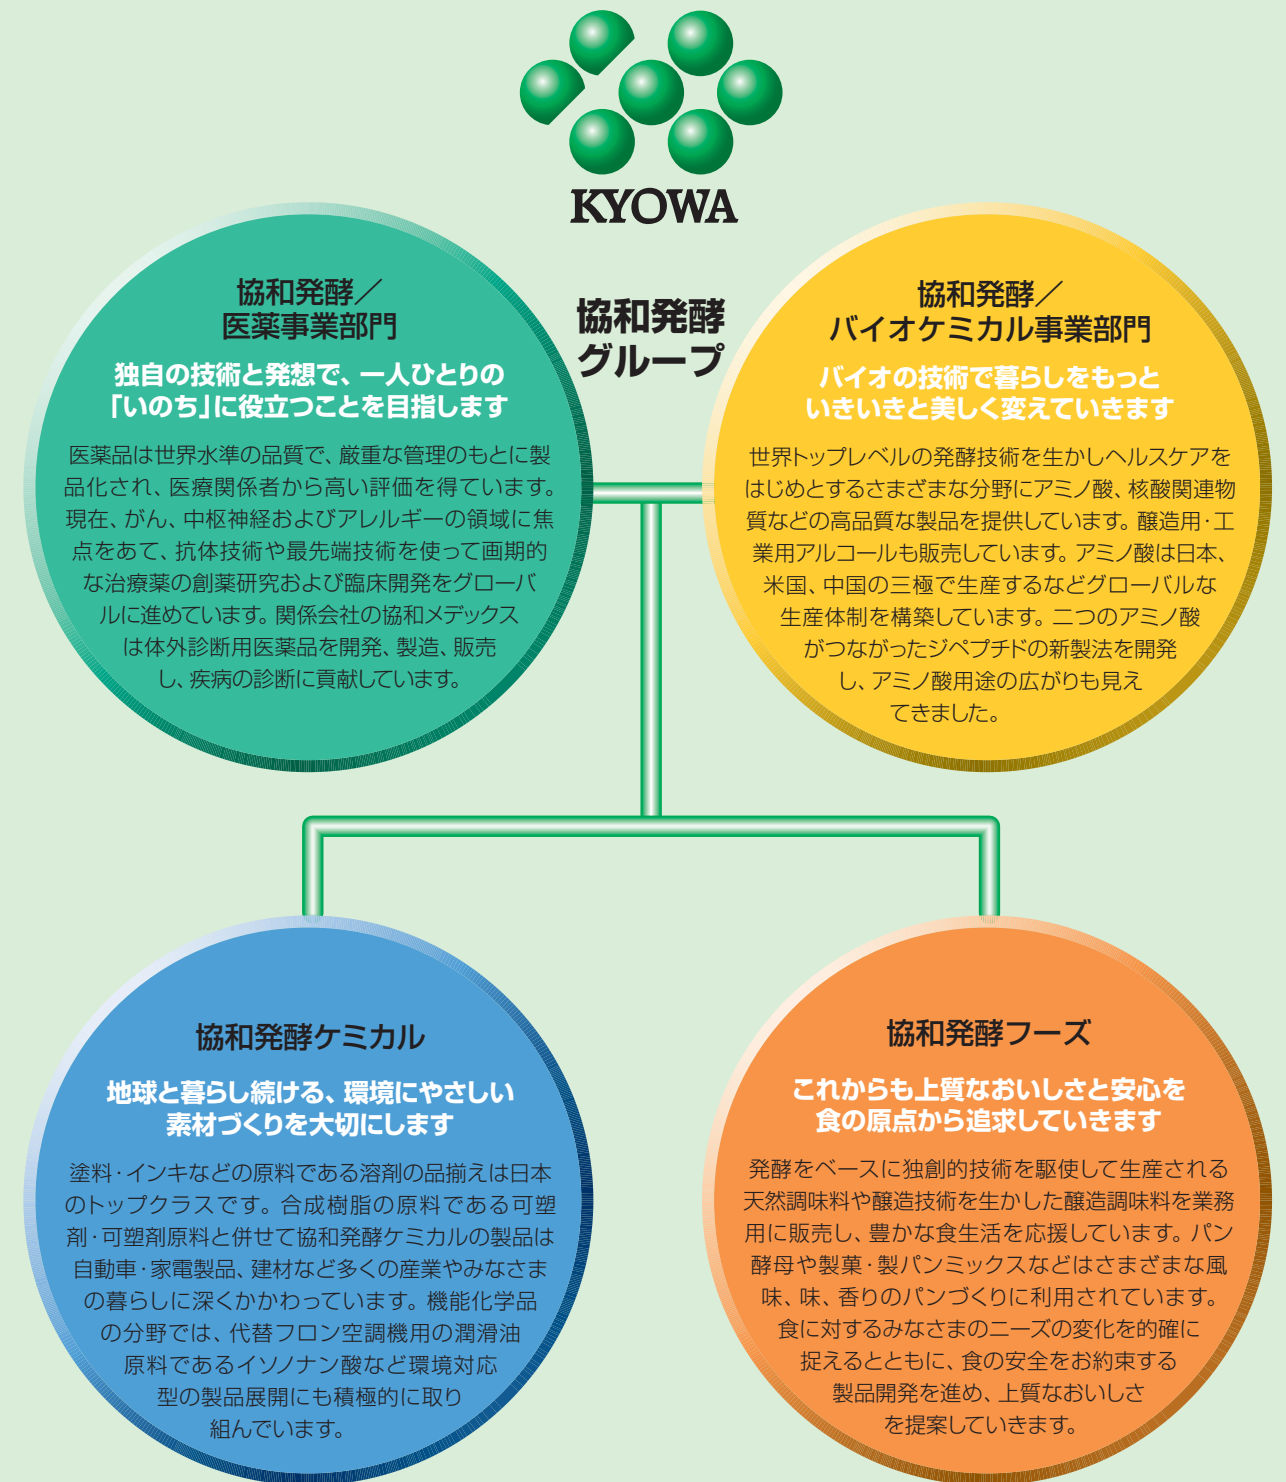 KYOWA
協和発酵
グループ
協和発酵／
医薬事業部門
独自の技術と発想で、一人ひとりの
「いのち」に役立つことを目指します
医薬品は世界水準の品質で、厳重な管理のもとに製
品化され、医療関係者から高い評価を得ています。
現在、がん、中枢神経およびアレルギーの領域に焦
点をあて、抗体技術や最先端技術を使って画期的
な治療薬の創薬研究および臨床開発をグローバ
ルに進めています。関係会社の協和メデックス
は体外診断用医薬品を開発、製造、販売
し、疾病の診断に貢献しています。
協和発酵／
バイオケミカル事業部門
バイオの技術で暮らしをもっと
いきいきと美しく変えていきます
世界トップレベルの発酵技術を生かしヘルスケアを
はじめとするさまざまな分野にアミノ酸、核酸関連物
質などの高品質な製品を提供しています。醸造用・工
業用アルコールも販売しています。アミノ酸は日本、
米国、中国の三極で生産するなどグローバルな
生産体制を構築しています。二つのアミノ酸
がつながったジペプチドの新製法を開発
し、アミノ酸用途の広がりも見え
てきました。
協和発酵ケミカル
地球と暮らし続ける、環境にやさしい
素材づくりを大切にします
塗料・インキなどの原料である溶剤の品揃えは日本
のトップクラスです。合成樹脂の原料である可塑
剤・可塑剤原料と併せて協和発酵ケミカルの製品は
自動車・家電製品、建材など多くの産業やみなさま
の暮らしに深くかかわっています。機能化学品
の分野では、代替フロン空調機用の潤滑油
原料であるイソノナン酸など環境対応
型の製品展開にも積極的に取り
組んでいます。
協和発酵フーズ
これからも上質なおいしさと安心を
食の原点から追求していきます
発酵をベースに独創的技術を駆使して生産される
天然調味料や醸造技術を生かした醸造調味料を業務
用に販売し、豊かな食生活を応援しています。パン
酵母や製菓・製パンミックスなどはさまざまな風
味、味、香りのパンづくりに利用されています。
食に対するみなさまのニーズの変化を的確に
捉えるとともに、食の安全をお約束する
製品開発を進め、上質なおいしさ
を提案していきます。